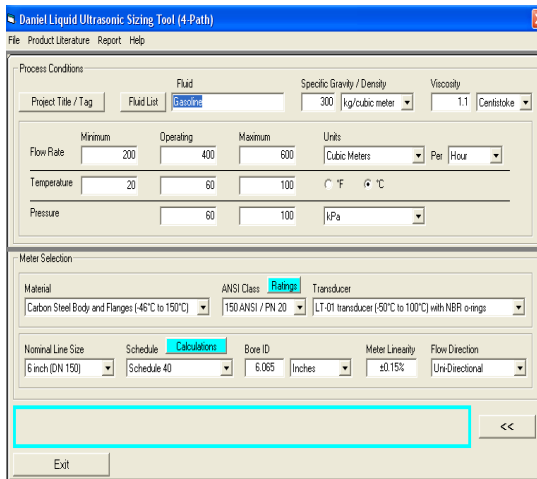 Daniel Liquid Ultrasonic Sizing Tool (4-Path)
File Product Literature Report Help
Process Conditions
Fluid Specific Gravity / Density Viscosity
Project Title / Tag Fluid List Gasoline 300 kg/cubic meter 1.1 Centistoke
Minimum Operating Maximum Units
Flow Rate 200 400 600 Cubic Meters Per Hour
Temperature 20 60 100 °F °C
Pressure 60 100 kPa
Meter Selection
Material ANSI Class Ratings Transducer
Carbon Steel Body and Flanges (-46°C to 150°C) 150 ANSI / PN 20 LT-01 transducer (-50°C to 100°C) with NBR o-rings
Nominal Line Size Schedule Calculations Bore ID Meter Linearity Flow Direction
6 inch (DN 150) Schedule 40 6.065 Inches ±0.15% Uni-Directional
<<
Exit